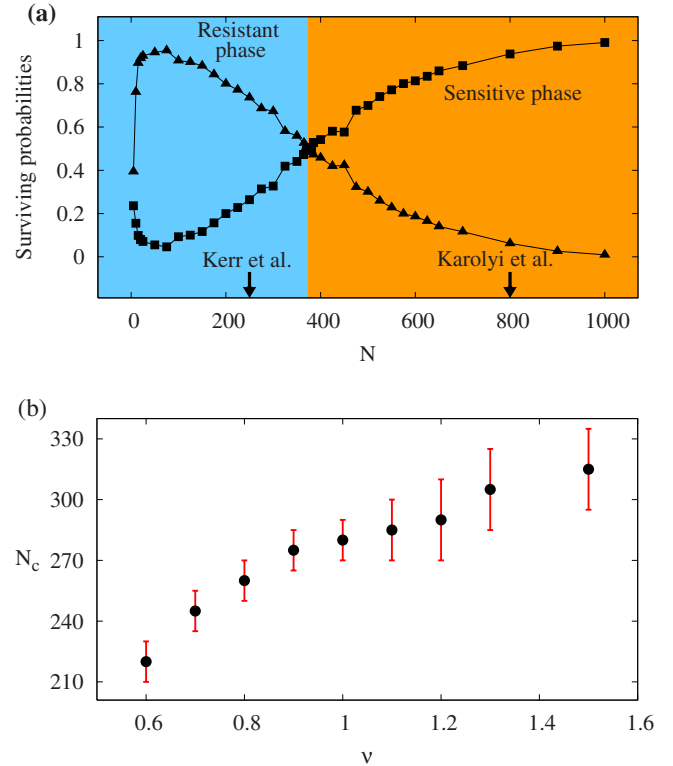 (a)
Surviving probabilities
1
0.8
0.6
0.4
0.2
0
Resistant
phase
Sensitive phase
Kerr et al.
Karolyi et al.
0
200
400
600
800
1000
N
(b)
N_c
330
300
270
240
210
0.6
0.8
1
1.2
1.4
1.6
ν